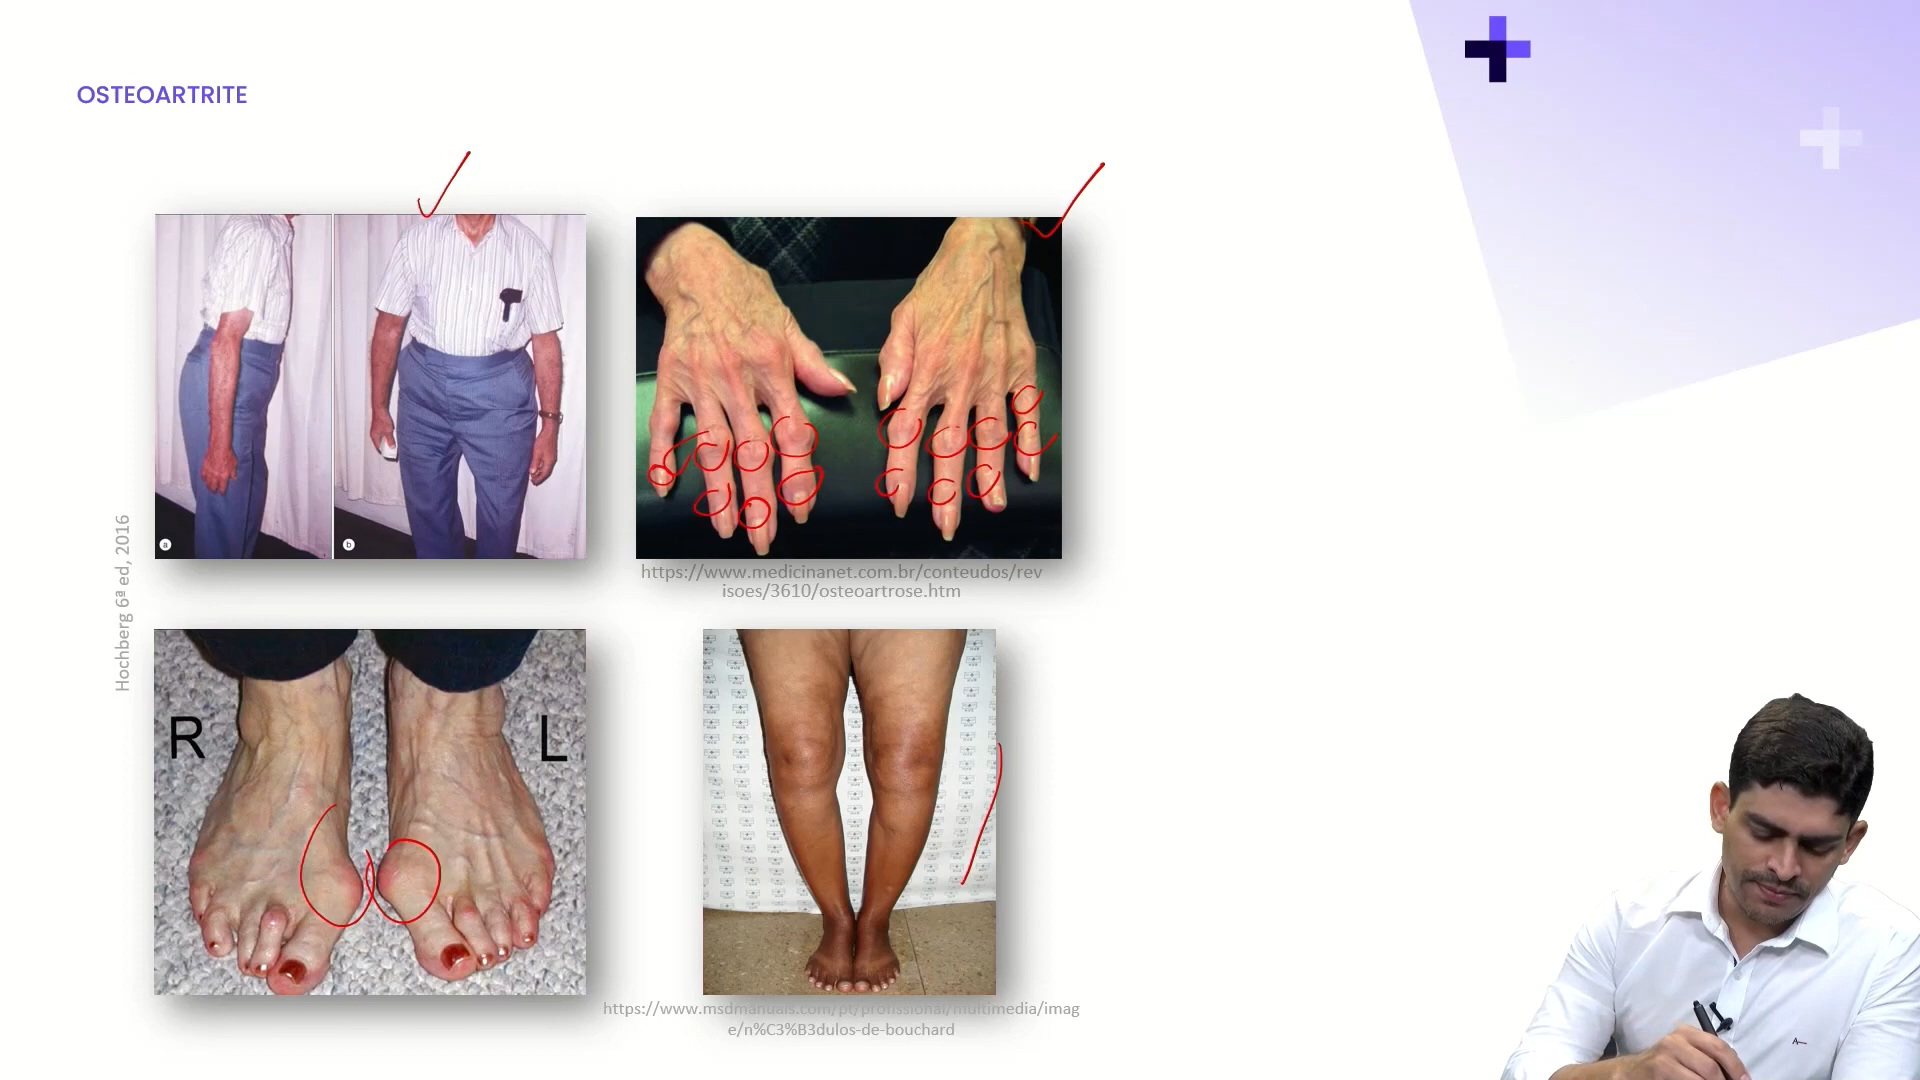 OSTEOARTRITE
a
b
Hochberg 6ª ed, 2016
https://www.medicinanet.com.br/conteudos/rev
isoes/3610/osteoartrose.htm
R
L
https://www.msdmanuals.com/pt/profissional/multimedia/imag
e/n%C3%B3dulos-de-bouchard